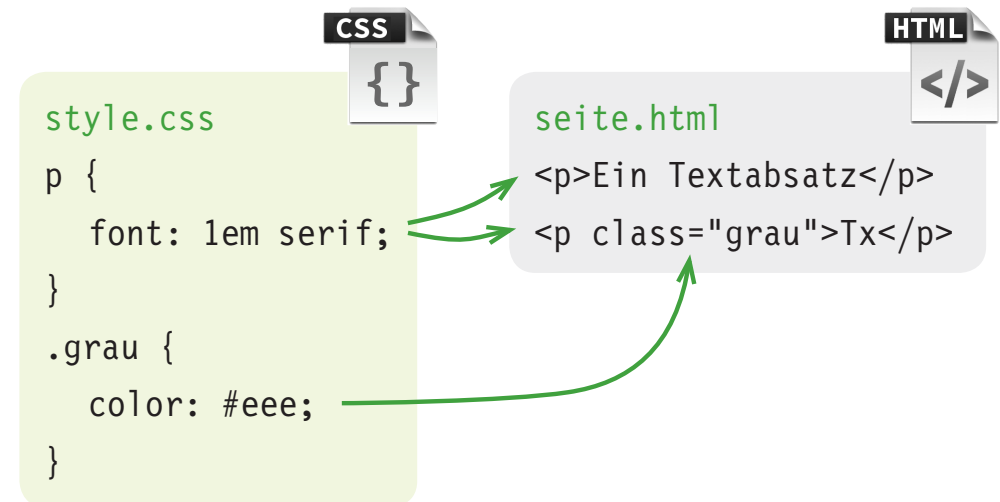 CSS
{}
style.css
p {
font: 1em serif;
}
.grau {
color: #eee;
}
HTML
</>
seite.html
<p>Ein Textabsatz</p>
<p class="grau">Tx</p>